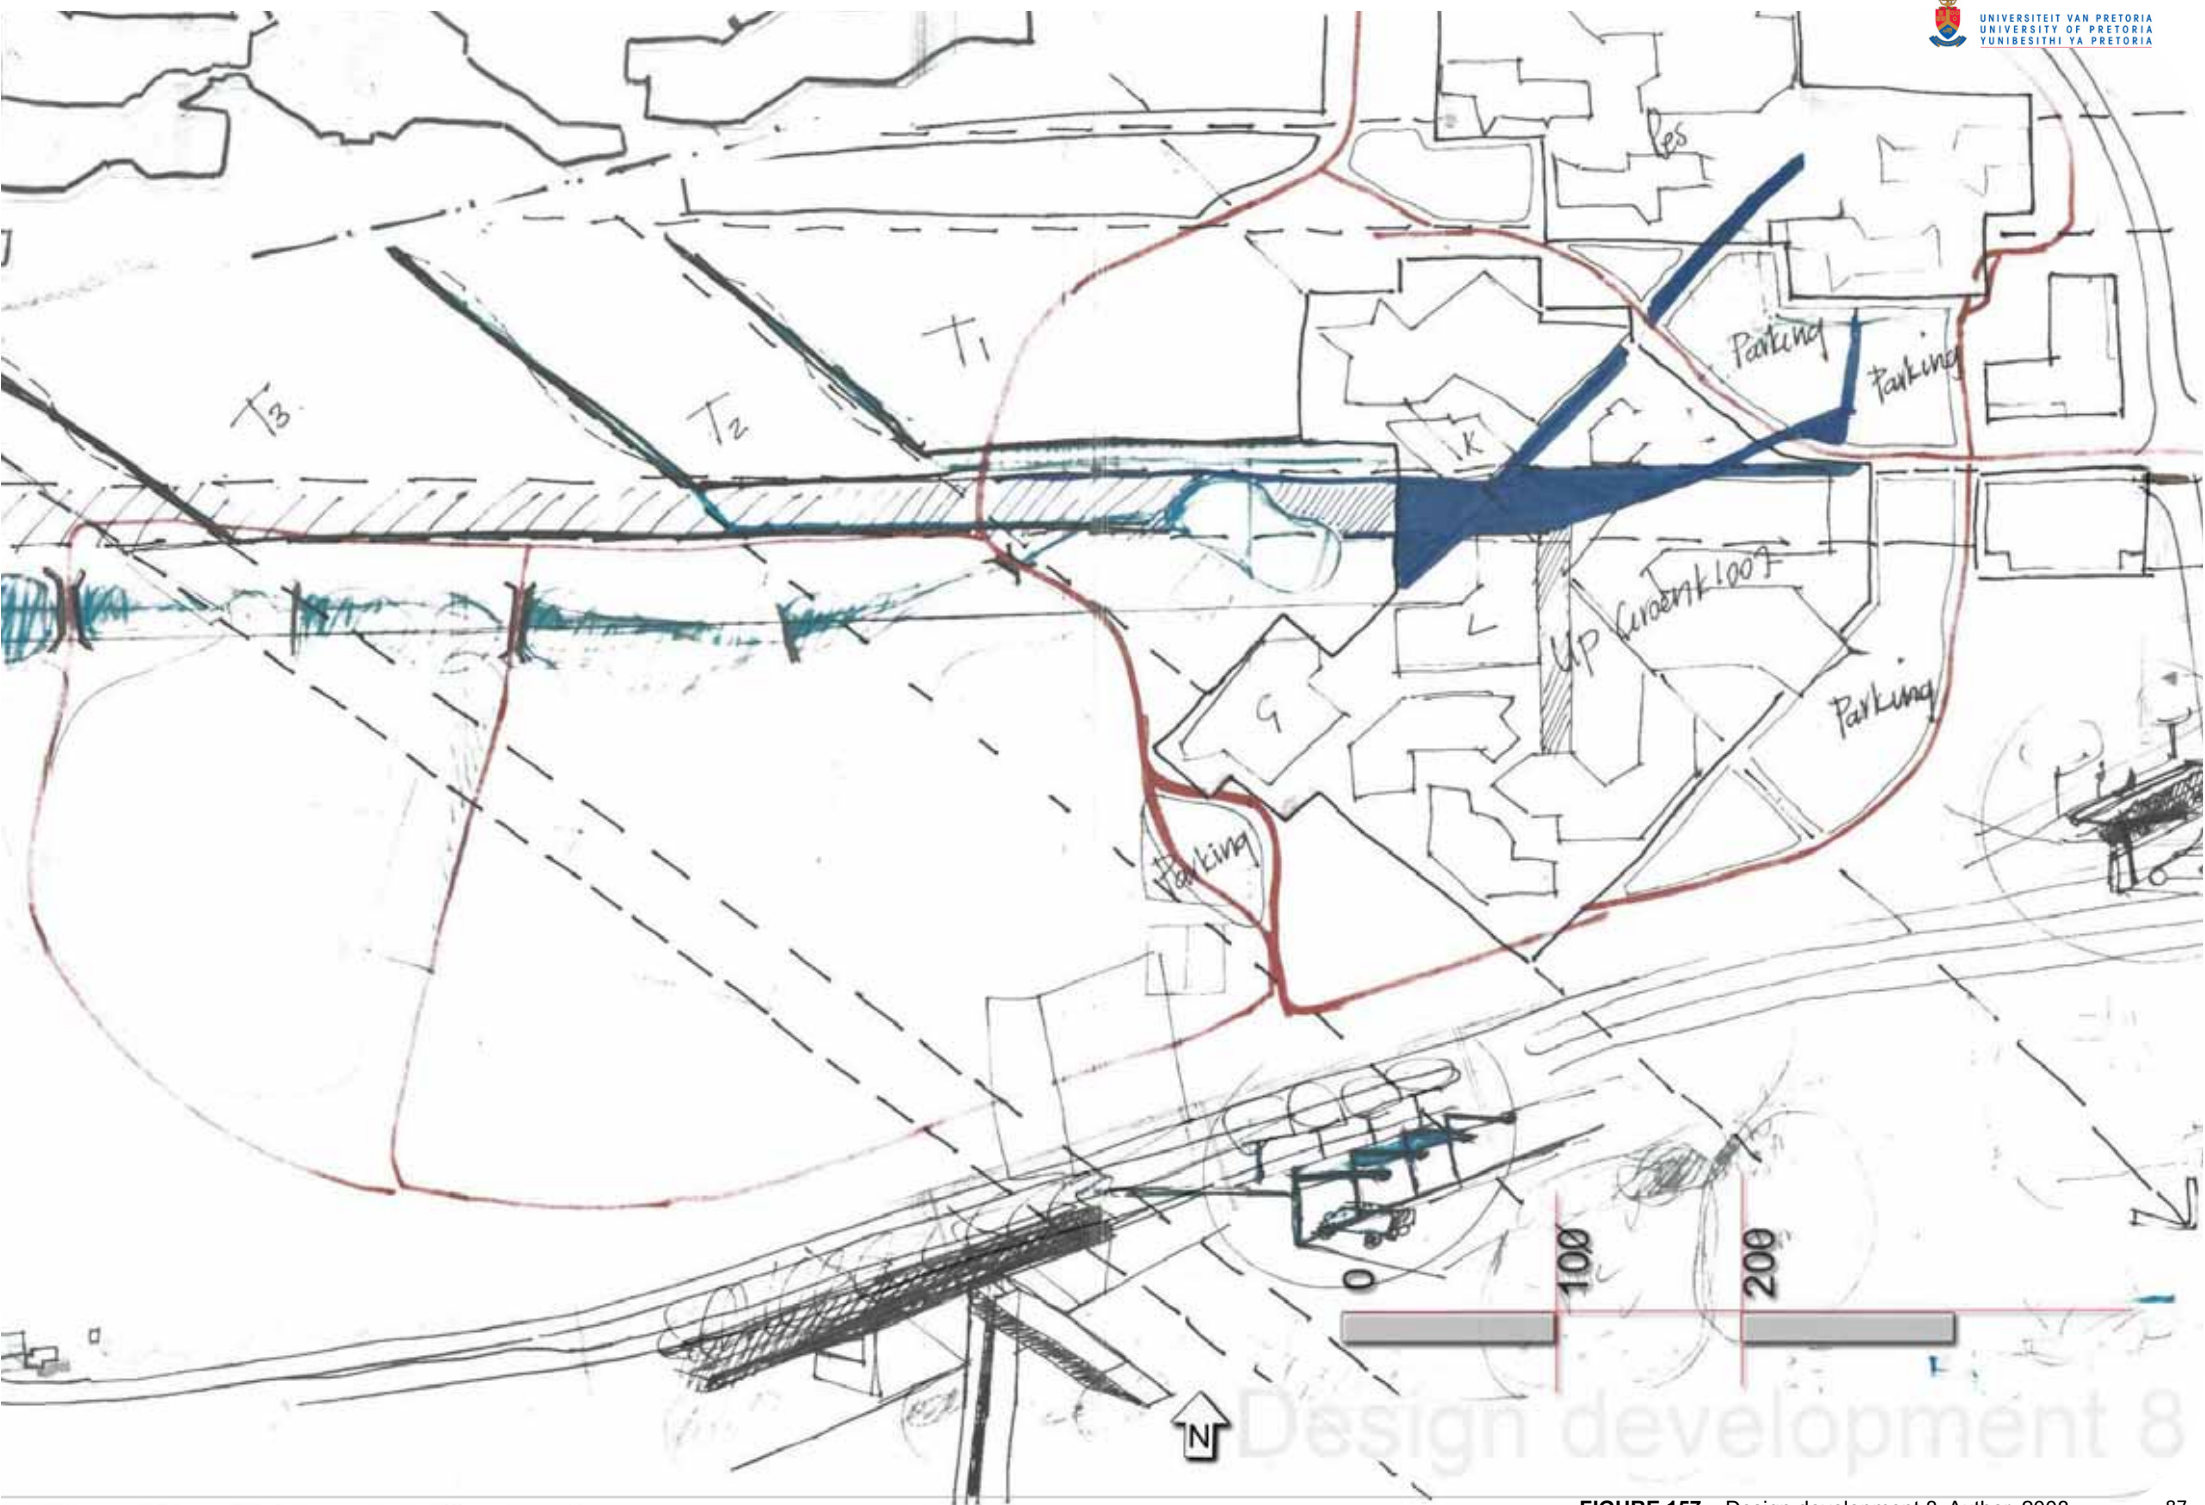 UNIVERSITEIT VAN PRETORIA
UNIVERSITY OF PRETORIA
YUNIBESITHI YA PRETORIA
Res
T1
Parking
Parking
T3
T2
K
UP Groenkloof
L
G
Parking
Parking
0
100
200
N
Design development 8